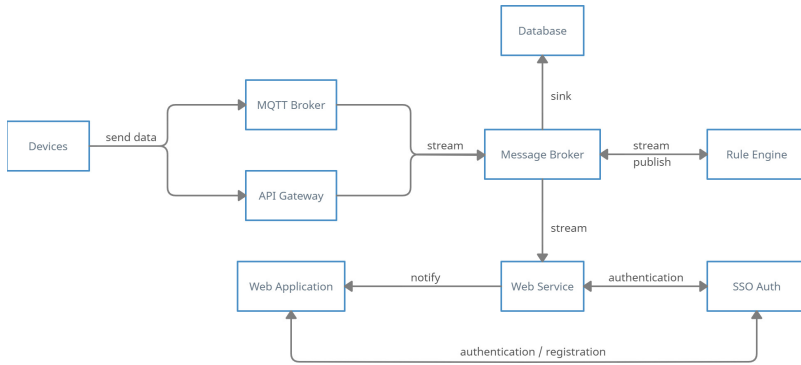 Database
sink
MQTT Broker
Devices
send data
stream
Message Broker
stream
publish
Rule Engine
API Gateway
stream
Web Application
notify
Web Service
authentication
SSO Auth
authentication / registration